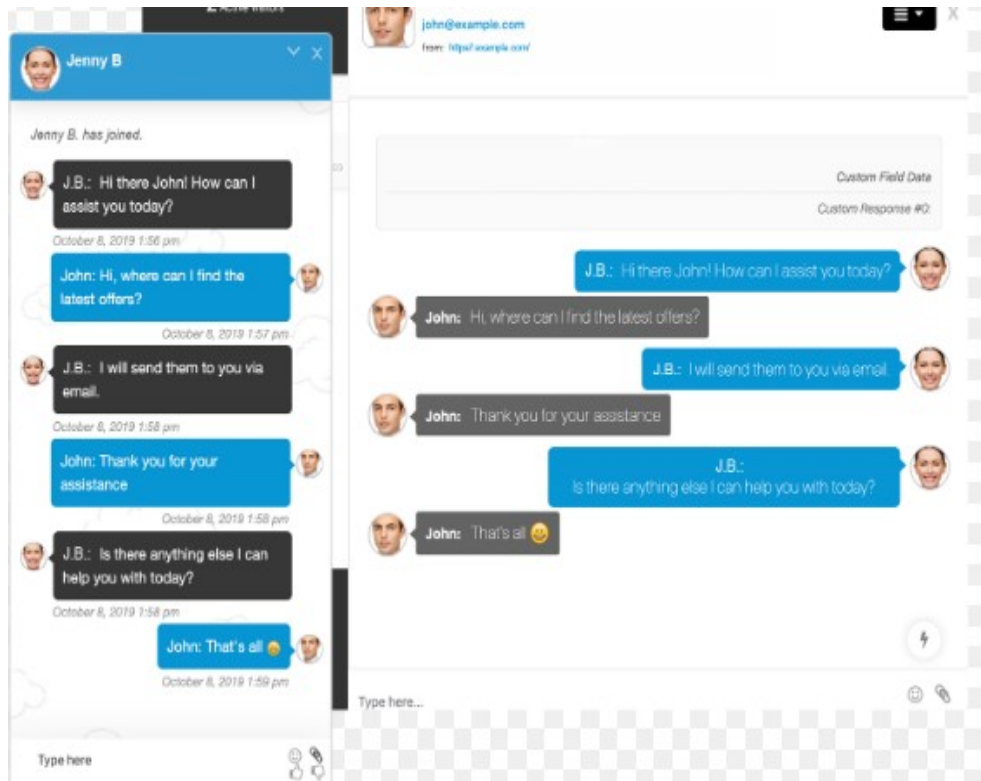 2 Active visitors
Jenny B
Jenny B. has joined.
J.B.: Hi there John! How can I
assist you today?
October 8, 2019 1:56 pm
John: Hi, where can I find the
latest offers?
October 8, 2019 1:57 pm
J.B.: I will send them to you via
email.
October 8, 2019 1:58 pm
John: Thank you for your
assistance
October 8, 2019 1:58 pm
J.B.: Is there anything else I can
help you with today?
October 8, 2019 1:58 pm
John: That's all 😀
October 8, 2019 1:59 pm
Type here
john@example.com
from: https://example.com/
X
Custom Field Data
Custom Response #0:
J.B.: Hi there John! How can I assist you today?
John: Hi, where can I find the latest offers?
J.B.: I will send them to you via email.
John: Thank you for your assistance
J.B.:
Is there anything else I can help you with today?
John: That's all 😀
Type here...